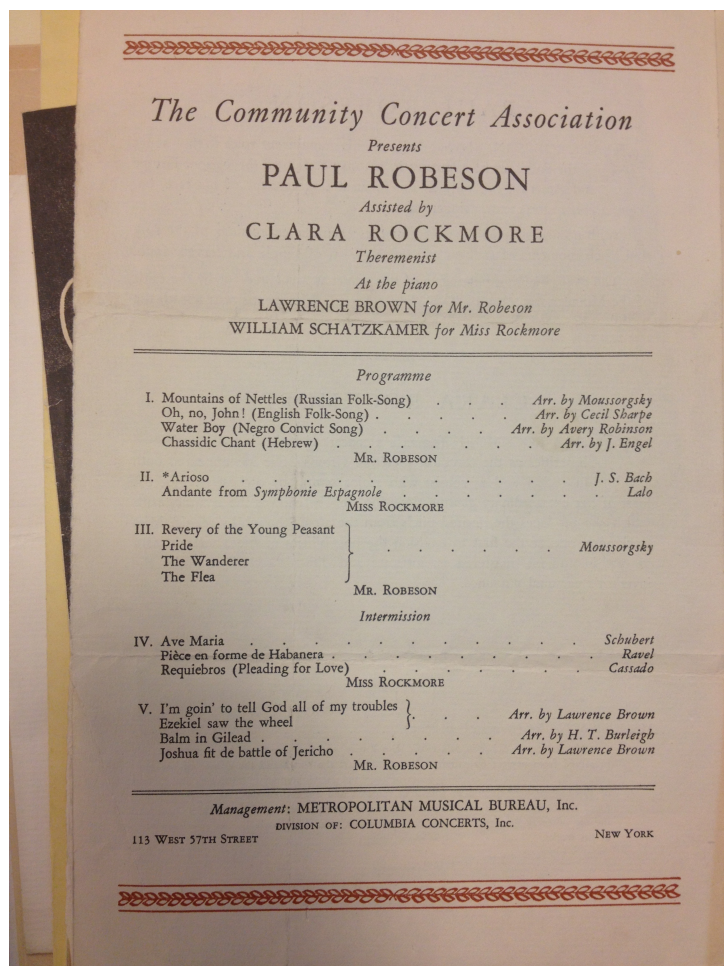 The Community Concert Association
Presents
PAUL ROBESON
Assisted by
CLARA ROCKMORE
Theremenist
At the piano
LAWRENCE BROWN for Mr. Robeson
WILLIAM SCHATZKAMER for Miss Rockmore
Programme
I. Mountains of Nettles (Russian Folk-Song) . . . Arr. by Moussorgsky
Oh, no, John! (English Folk-Song) . . . . . Arr. by Cecil Sharpe
Water Boy (Negro Convict Song) . . . . Arr. by Avery Robinson
Chassidic Chant (Hebrew) . . . . . . Arr. by J. Engel
MR. ROBESON
II. *Arioso . . . . . . . . . . J. S. Bach
Andante from Symphonie Espagnole . . . . . . . Lalo
MISS ROCKMORE
III. Revery of the Young Peasant
Pride . . . . . . Moussorgsky
The Wanderer
The Flea
MR. ROBESON
Intermission
IV. Ave Maria . . . . . . . . . . . Schubert
Pièce en forme de Habanera . . . . . . . . . Ravel
Requiebros (Pleading for Love) . . . . . . . Cassado
MISS ROCKMORE
V. I'm goin' to tell God all of my troubles
Ezekiel saw the wheel . . . Arr. by Lawrence Brown
Balm in Gilead . . . . . . . . Arr. by H. T. Burleigh
Joshua fit de battle of Jericho . . . . . Arr. by Lawrence Brown
MR. ROBESON
Management: METROPOLITAN MUSICAL BUREAU, Inc.
DIVISION OF: COLUMBIA CONCERTS, Inc.
113 WEST 57TH STREET NEW YORK